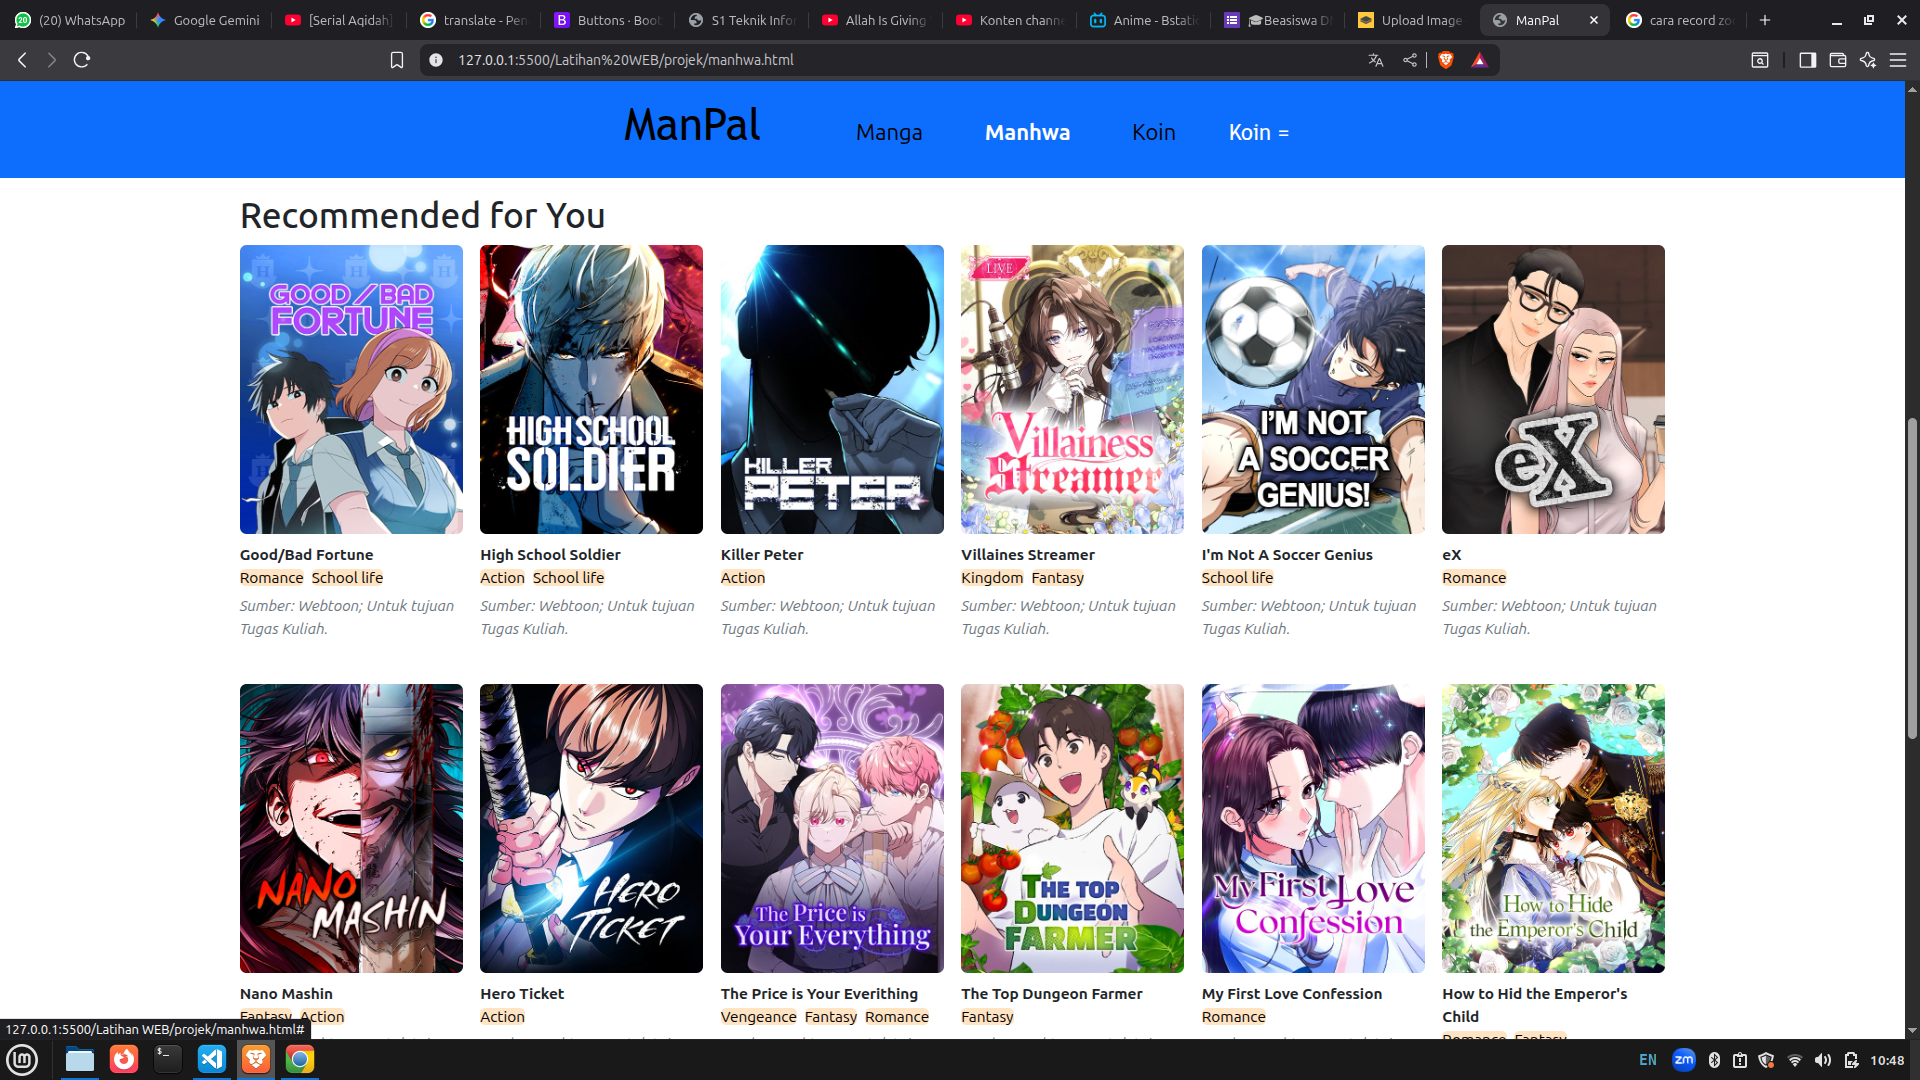 (20) WhatsApp
Google Gemini
[Serial Aqidah]
translate - Pen
Buttons · Boot
S1 Teknik Infor
Allah Is Giving
Konten channe
Anime - Bstati
Beasiswa D
Upload Image
ManPal
cara record zo
127.0.0.1:5500/Latihan%20WEB/projek/manhwa.html
ManPal
Manga
Manhwa
Koin
Koin =
Recommended for You
GOOD/BAD
FORTUNE
HIGH SCHOOL
SOLDIER
KILLER
PETER
LIVE
Villainess
Streamer
I'M NOT
A SOCCER
GENIUS!
eX
Good/Bad Fortune
Romance School life
Sumber: Webtoon; Untuk tujuan
Tugas Kuliah.
High School Soldier
Action School life
Sumber: Webtoon; Untuk tujuan
Tugas Kuliah.
Killer Peter
Action
Sumber: Webtoon; Untuk tujuan
Tugas Kuliah.
Villaines Streamer
Kingdom Fantasy
Sumber: Webtoon; Untuk tujuan
Tugas Kuliah.
I'm Not A Soccer Genius
School life
Sumber: Webtoon; Untuk tujuan
Tugas Kuliah.
eX
Romance
Sumber: Webtoon; Untuk tujuan
Tugas Kuliah.
NANO
MASHIN
HERO
TICKET
The Price is
Your Everything
THE TOP
DUNGEON
FARMER
My First Love
Confession
How to Hide
the Emperor's Child
Nano Mashin
Fantasy Action
Hero Ticket
Action
The Price is Your Everithing
Vengeance Fantasy Romance
The Top Dungeon Farmer
Fantasy
My First Love Confession
Romance
How to Hid the Emperor's
Child
Romance Fantasy
127.0.0.1:5500/Latihan WEB/projek/manhwa.html#
EN
zm
10:48